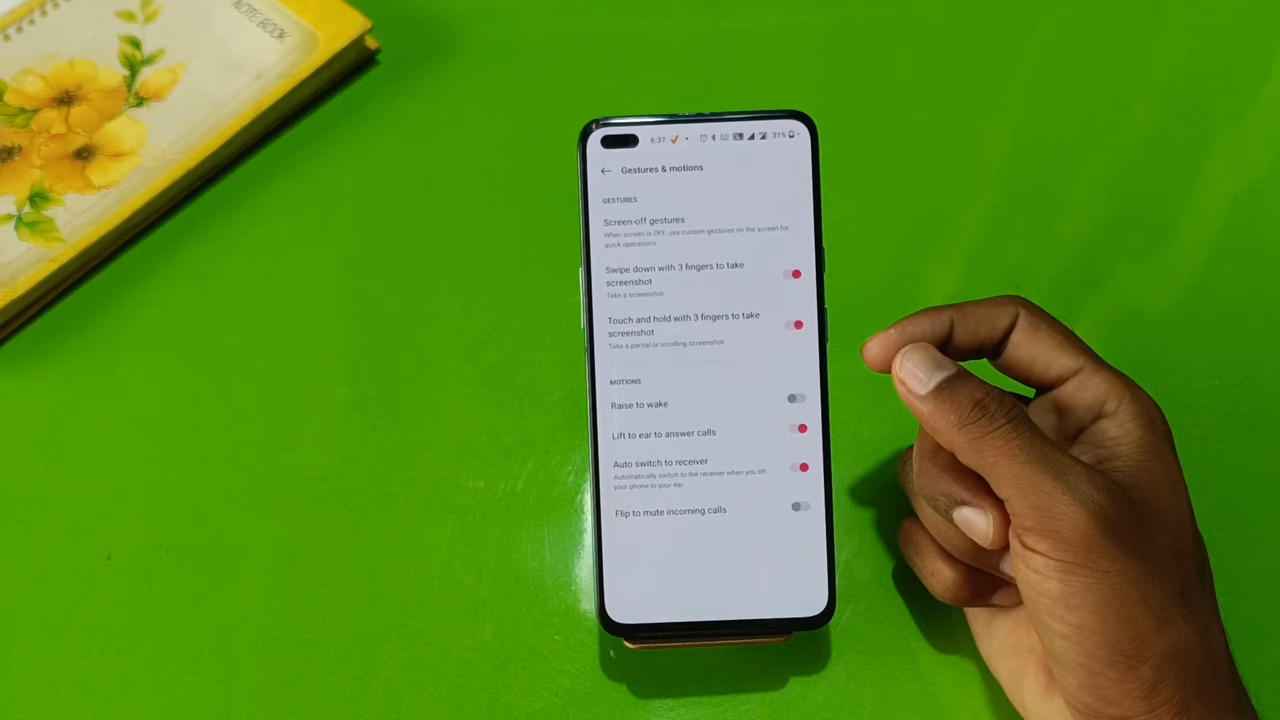 NOTE BOOK
6:37
31%
Gestures & motions
GESTURES
Screen-off gestures
When screen is OFF, use custom gestures on the screen for
quick operations
Swipe down with 3 fingers to take
screenshot
Take a screenshot
Touch and hold with 3 fingers to take
screenshot
Take a partial or scrolling screenshot
MOTIONS
Raise to wake
Lift to ear to answer calls
Auto switch to receiver
Automatically switch to the receiver when you lift
your phone to your ear
Flip to mute incoming calls